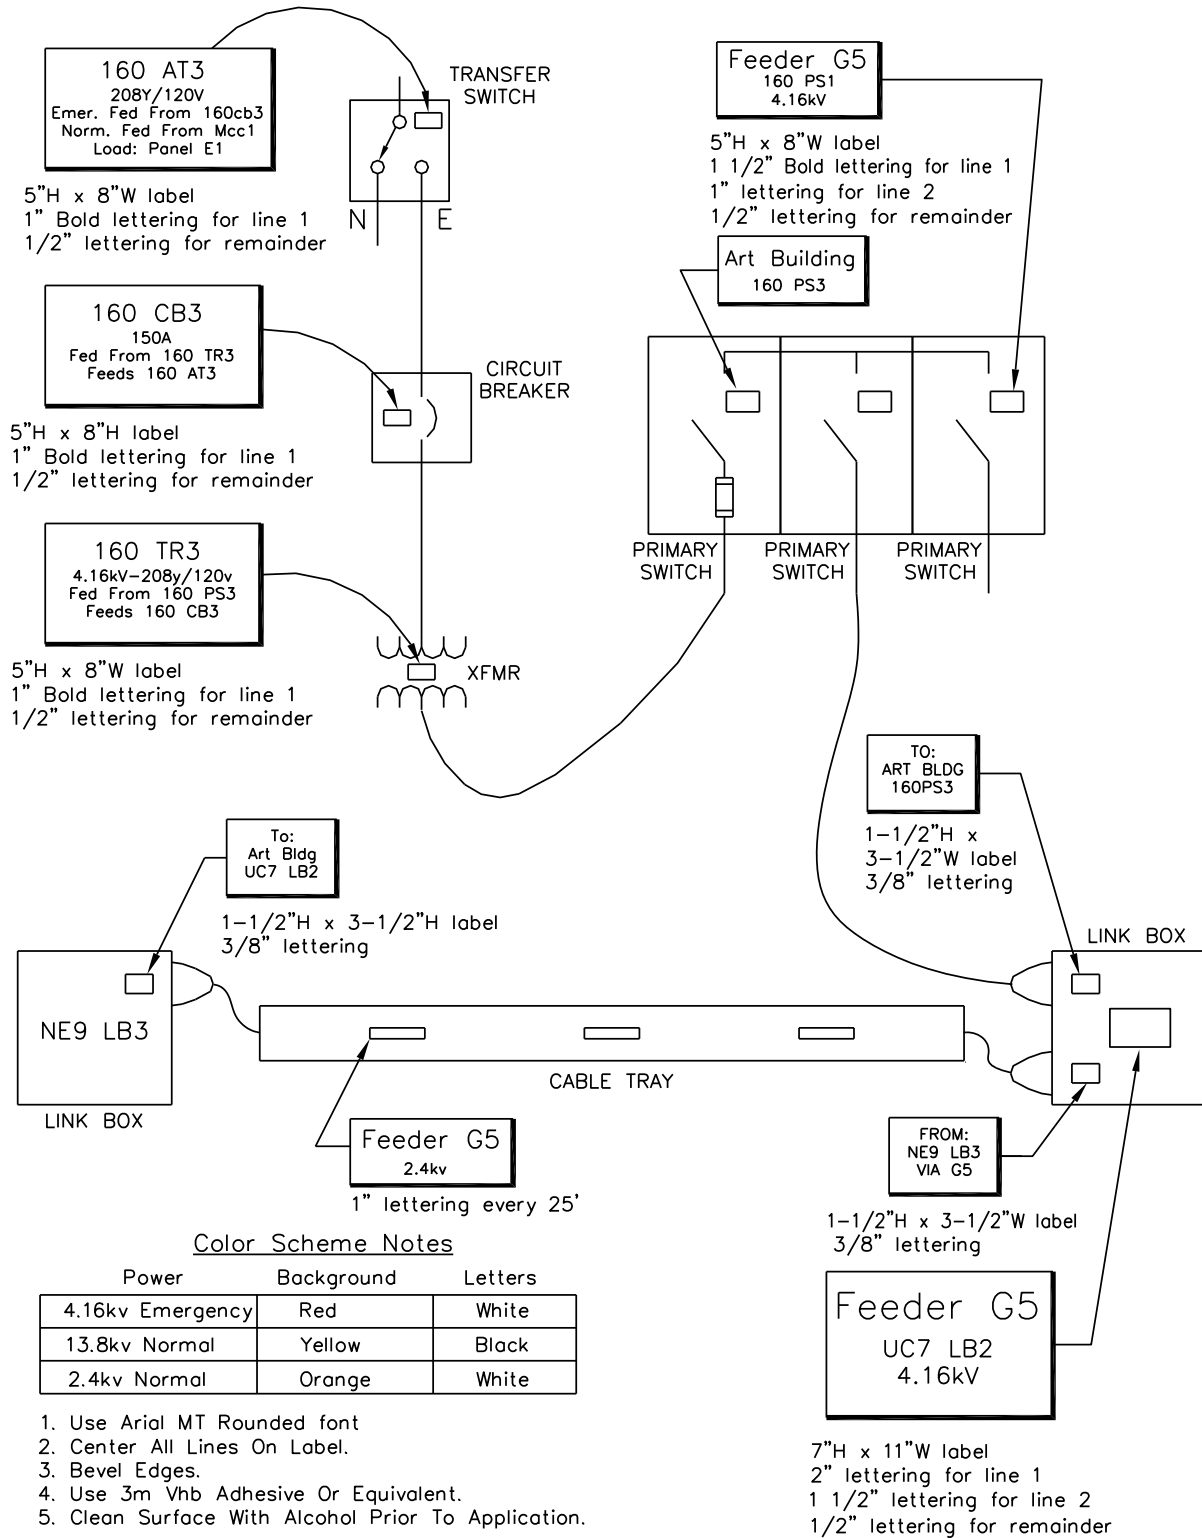 160 AT3
208Y/120V
Emer. Fed From 160cb3
Norm. Fed From Mcc1
Load: Panel E1
5"H x 8"W label
1" Bold lettering for line 1
1/2" lettering for remainder
TRANSFER
SWITCH
N
E
Feeder G5
160 PS1
4.16kV
5"H x 8"W label
1 1/2" Bold lettering for line 1
1" lettering for line 2
1/2" lettering for remainder
Art Building
160 PS3
160 CB3
150A
Fed From 160 TR3
Feeds 160 AT3
5"H x 8"H label
1" Bold lettering for line 1
1/2" lettering for remainder
CIRCUIT
BREAKER
PRIMARY
SWITCH
PRIMARY
SWITCH
PRIMARY
SWITCH
160 TR3
4.16kV-208y/120v
Fed From 160 PS3
Feeds 160 CB3
5"H x 8"W label
1" Bold lettering for line 1
1/2" lettering for remainder
XFMR
TO:
ART BLDG
160PS3
1-1/2"H x
3-1/2"W label
3/8" lettering
To:
Art Bldg
UC7 LB2
1-1/2"H x 3-1/2"H label
3/8" lettering
LINK BOX
NE9 LB3
LINK BOX
CABLE TRAY
Feeder G5
2.4kv
1" lettering every 25'
FROM:
NE9 LB3
VIA G5
1-1/2"H x 3-1/2"W label
3/8" lettering
Feeder G5
UC7 LB2
4.16kV
7"H x 11"W label
2" lettering for line 1
1 1/2" lettering for line 2
1/2" lettering for remainder
Color Scheme Notes
Power Background Letters
4.16kv Emergency Red White
13.8kv Normal Yellow Black
2.4kv Normal Orange White
1. Use Arial MT Rounded font
2. Center All Lines On Label.
3. Bevel Edges.
4. Use 3m Vhb Adhesive Or Equivalent.
5. Clean Surface With Alcohol Prior To Application.